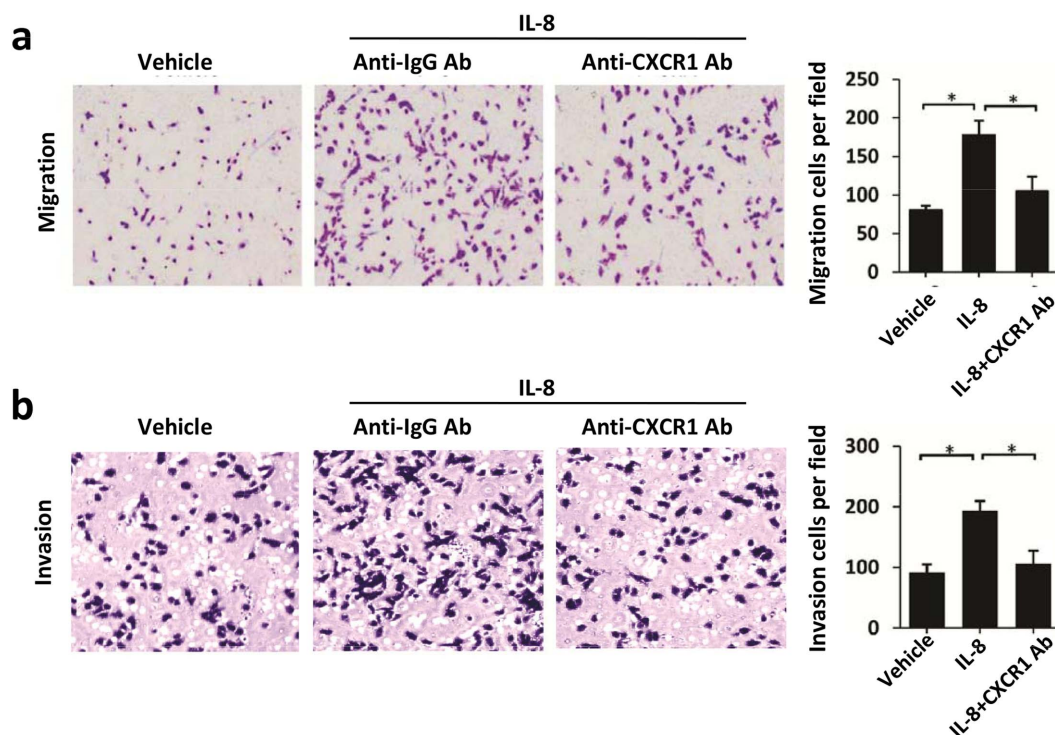 a
IL-8
Vehicle
Anti-IgG Ab
Anti-CXCR1 Ab
Migration
Migration cells per field
250
200
150
100
50
0
*
*
Vehicle
IL-8
IL-8+CXCR1 Ab
b
IL-8
Vehicle
Anti-IgG Ab
Anti-CXCR1 Ab
Invasion
Invasion cells per field
300
200
100
0
*
*
Vehicle
IL-8
IL-8+CXCR1 Ab